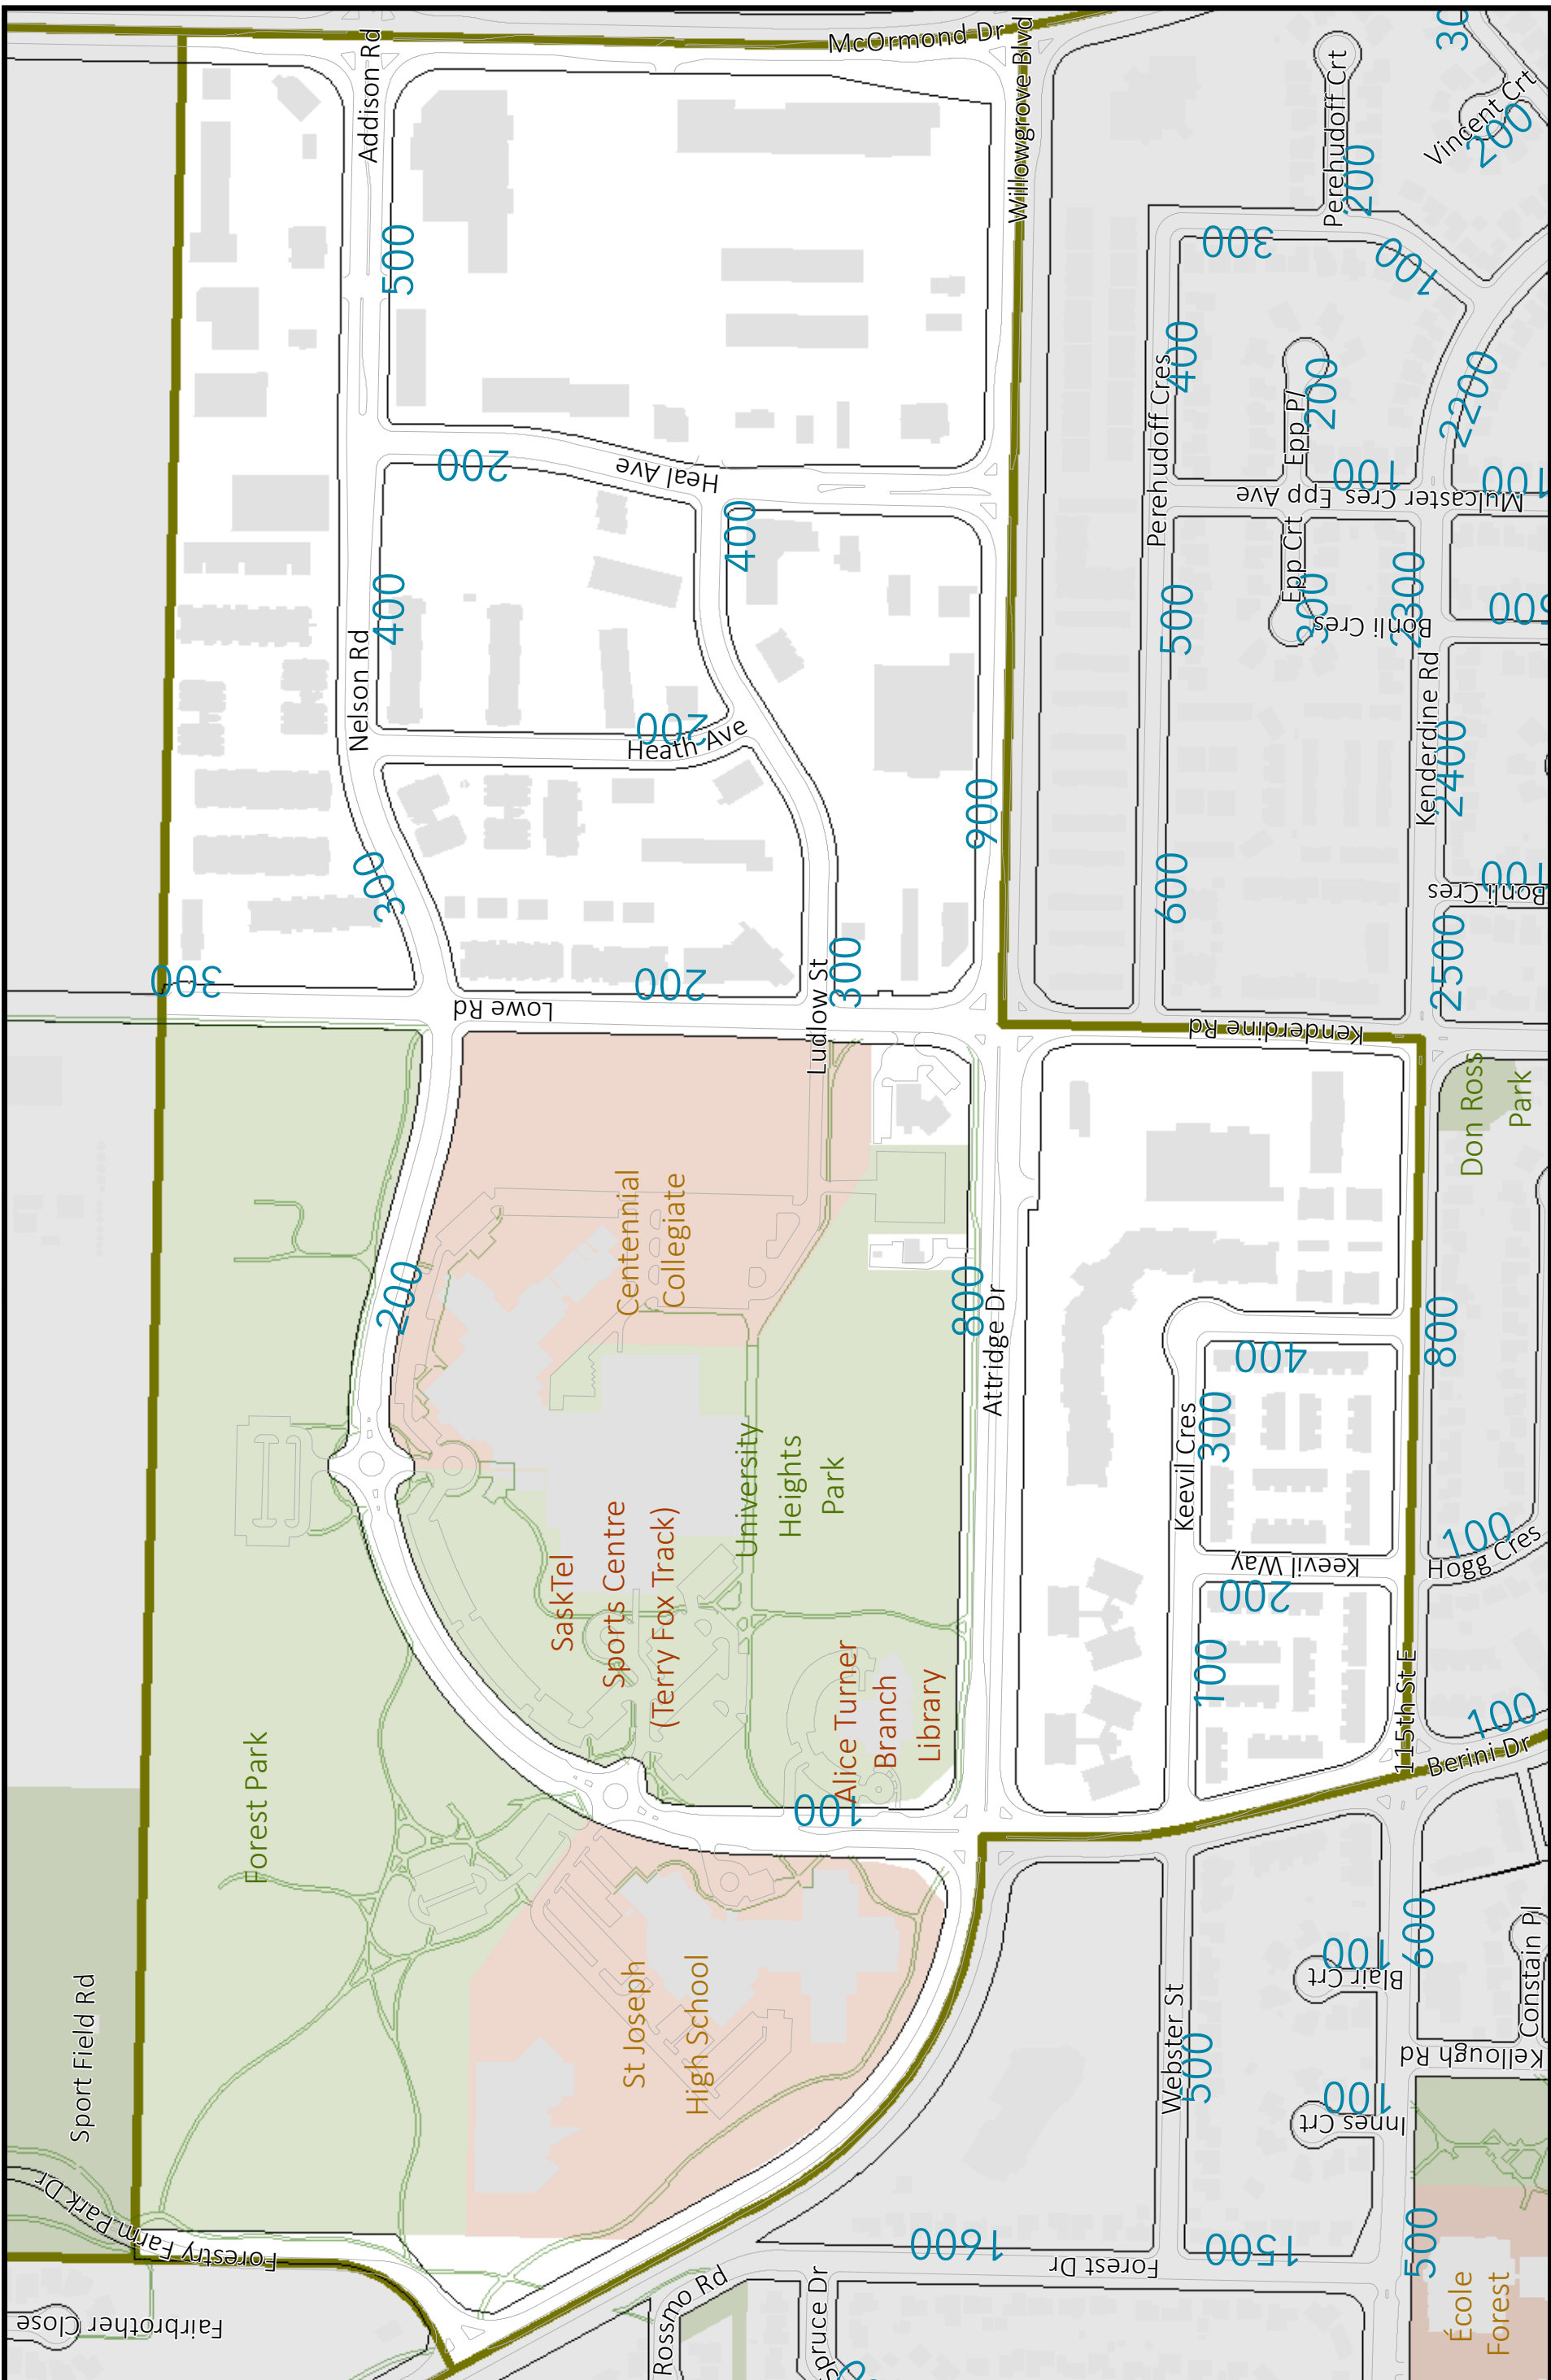 McOrmond Dr
Addison Rd
Willowgrove Blvd
Perehudoff Crt
200
Vincent Crt
200
30
500
300
100
400
Perehudoff Cres
Epp Pl
200
2200
200
Heal Ave
400
100
100
Epp Ave
Mulcaster Cres
Epp Crt
300
Bonli Cres
2300
400
500
Nelson Rd
Kenderdine Rd
2400
200
Heath Ave
900
300
600
100
Bonli Cres
2500
300
200
Lowe Rd
Ludlow St
300
Kenderdine Rd
Don Ross
Park
Centennial
Collegiate
200
800
Attridge Dr
800
400
300
Keevil Cres
University
Heights
Park
Keevil Way
200
100
100
Hogg Cres
SaskTel
Sports Centre
(Terry Fox Track)
Alice Turner
Branch
Library
100
115th St E
Berini Dr
100
Forest Park
St Joseph
High School
Sport Field Rd
100
Blair Crt
600
Constain Pl
Webster St
500
Kellough Rd
100
Innes Crt
Forestry Farm Park Dr
1600
Forest Dr
1500
500
Fairbrother Close
Rossmo Rd
Spruce Dr
École
Forest